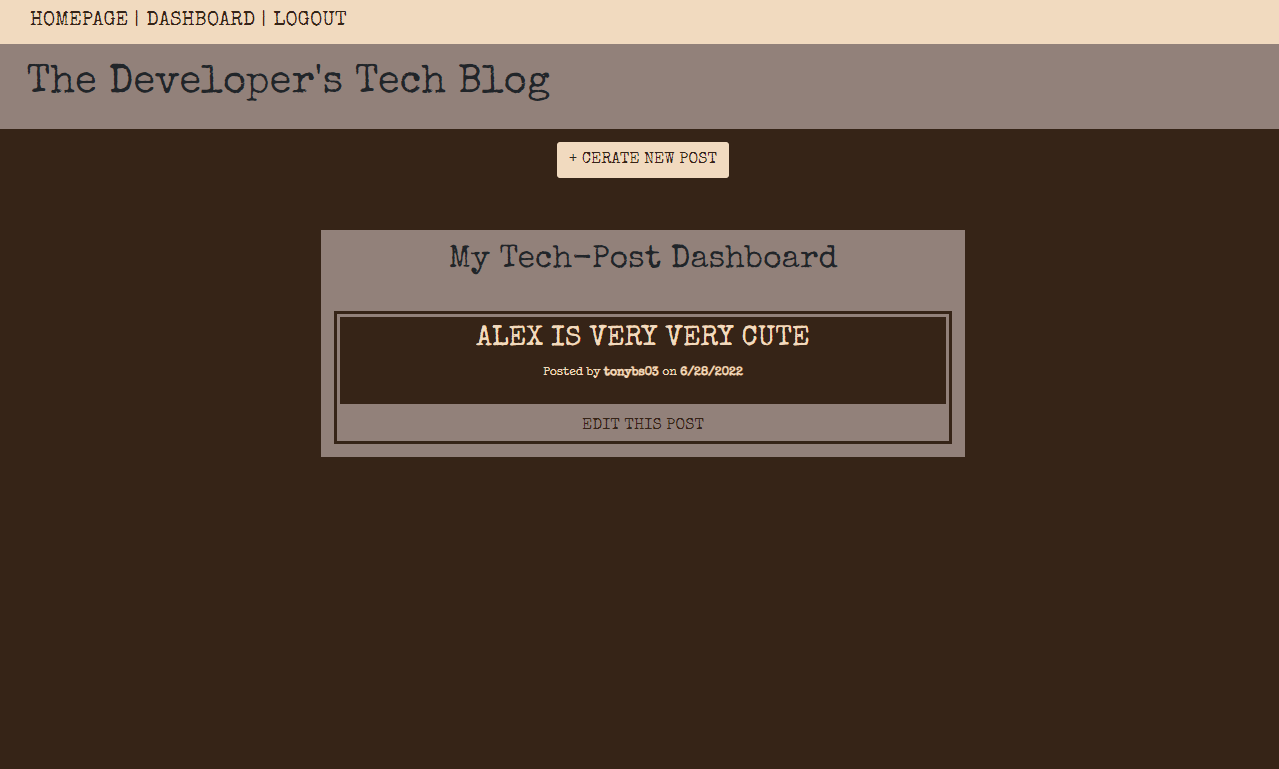 HOMEPAGE | DASHBOARD | LOGOUT
The Developer's Tech Blog
+ CERATE NEW POST
My Tech-Post Dashboard
ALEX IS VERY VERY CUTE
Posted by tonybs03 on 6/28/2022
EDIT THIS POST